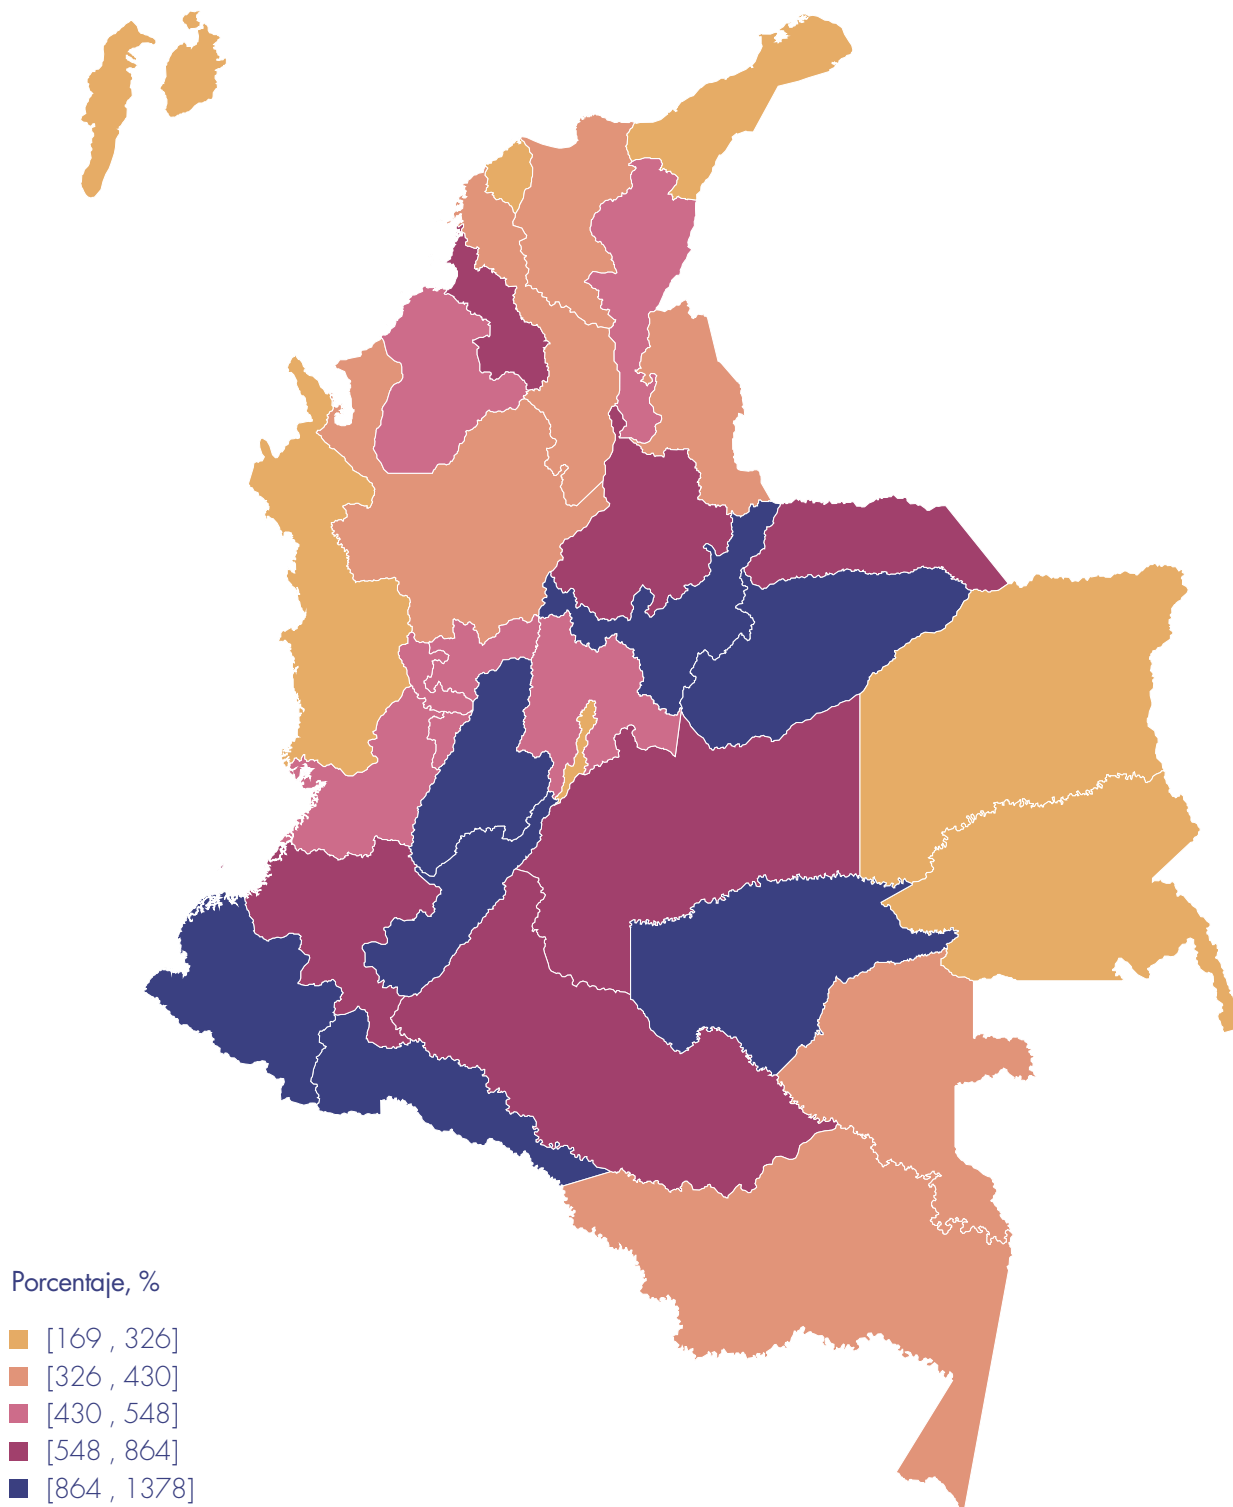 Porcentaje, %
[169 , 326]
[326 , 430]
[430 , 548]
[548 , 864]
[864 , 1378]